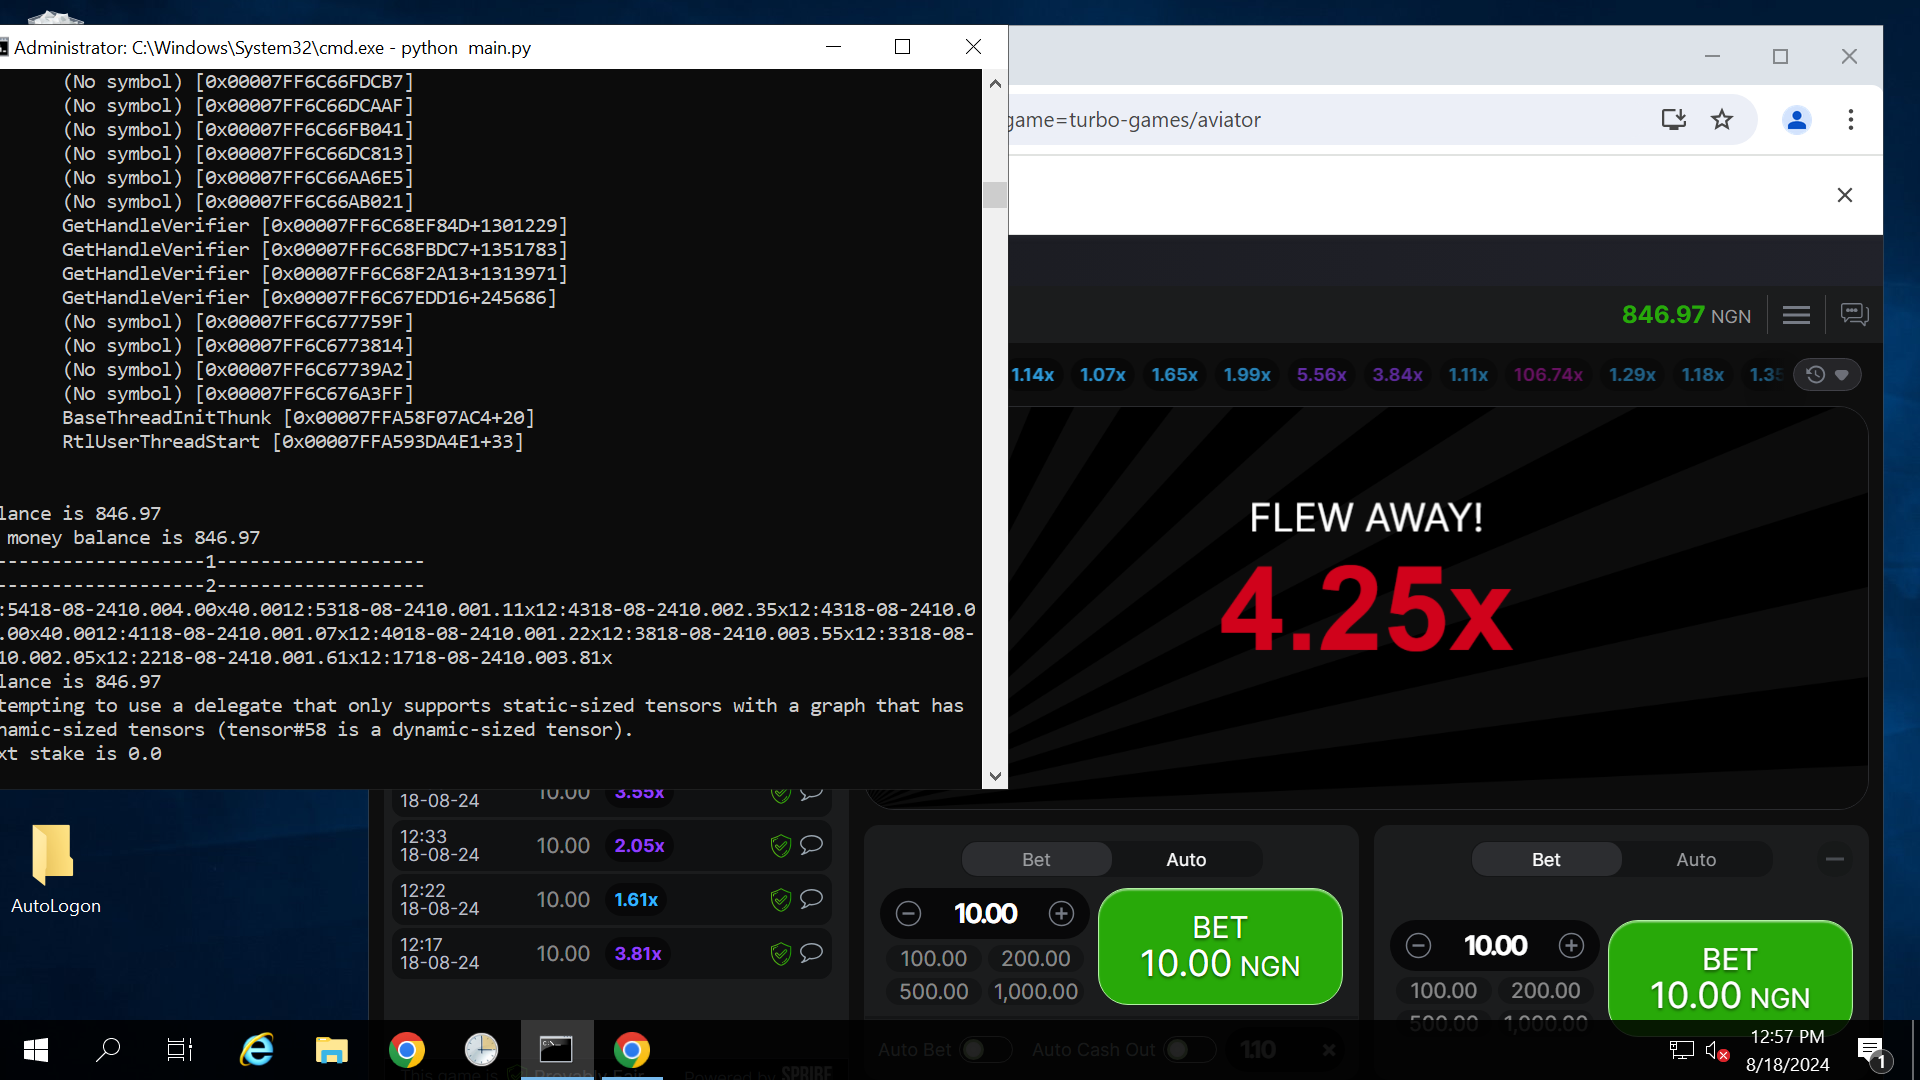 Administrator: C:\Windows\System32\cmd.exe - python  main.py
(No symbol) [0x00007FF6C66FDCB7]
(No symbol) [0x00007FF6C66DCAAF]
(No symbol) [0x00007FF6C66FB041]
(No symbol) [0x00007FF6C66DC813]
(No symbol) [0x00007FF6C66AA6E5]
(No symbol) [0x00007FF6C66AB021]
GetHandleVerifier [0x00007FF6C68EF84D+1301229]
GetHandleVerifier [0x00007FF6C68FBDC7+1351783]
GetHandleVerifier [0x00007FF6C68F2A13+1313971]
GetHandleVerifier [0x00007FF6C67EDD16+245686]
(No symbol) [0x00007FF6C677759F]
(No symbol) [0x00007FF6C6773814]
(No symbol) [0x00007FF6C67739A2]
(No symbol) [0x00007FF6C676A3FF]
BaseThreadInitThunk [0x00007FFA58F07AC4+20]
RtlUserThreadStart [0x00007FFA593DA4E1+33]
lance is 846.97
money balance is 846.97
-------------------1-------------------
-------------------2-------------------
:5418-08-2410.004.00x40.0012:5318-08-2410.001.11x12:4318-08-2410.002.35x12:4318-08-2410.0
.00x40.0012:4118-08-2410.001.07x12:4018-08-2410.001.22x12:3818-08-2410.003.55x12:3318-08-
10.002.05x12:2218-08-2410.001.61x12:1718-08-2410.003.81x
lance is 846.97
tempting to use a delegate that only supports static-sized tensors with a graph that has
namic-sized tensors (tensor#58 is a dynamic-sized tensor).
xt stake is 0.0
game=turbo-games/aviator
846.97 NGN
1.14x 1.07x 1.65x 1.99x 5.56x 3.84x 1.11x 106.74x 1.29x 1.18x 1.35
FLEW AWAY!
4.25x
18-08-24 10.00 3.55x
12:33
18-08-24 10.00 2.05x
12:22
18-08-24 10.00 1.61x
12:17
18-08-24 10.00 3.81x
Bet Auto
10.00
100.00 200.00
500.00 1,000.00
BET
10.00 NGN
Auto Bet Auto Cash Out 1.10
Bet Auto
10.00
100.00 200.00
500.00 1,000.00
BET
10.00 NGN
This game is Provably Fair Powered by SPRIBE
AutoLogon
12:57 PM
8/18/2024
1